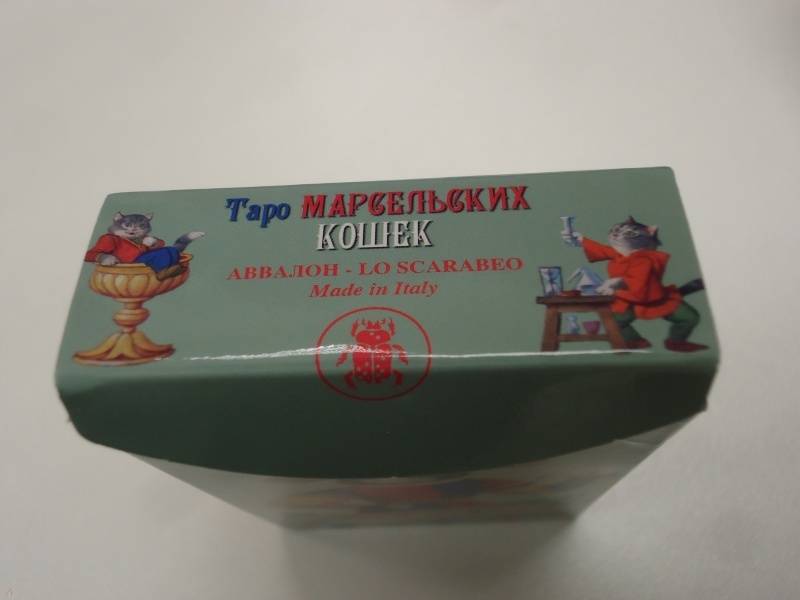 Таро МАРСЕЛЬСКИХ
КОШЕК
АВВАЛОН - LO SCARABEO
Made in Italy